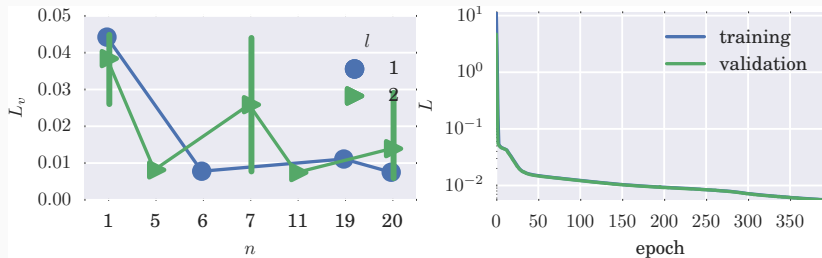 0.05
0.04
0.03
0.02
0.01
0.00
L_v
1 5 6 7 11 19 20
n
l
1
2
10^1
10^0
10^{-1}
10^{-2}
L
0 50 100 150 200 250 300 350
epoch
training
validation